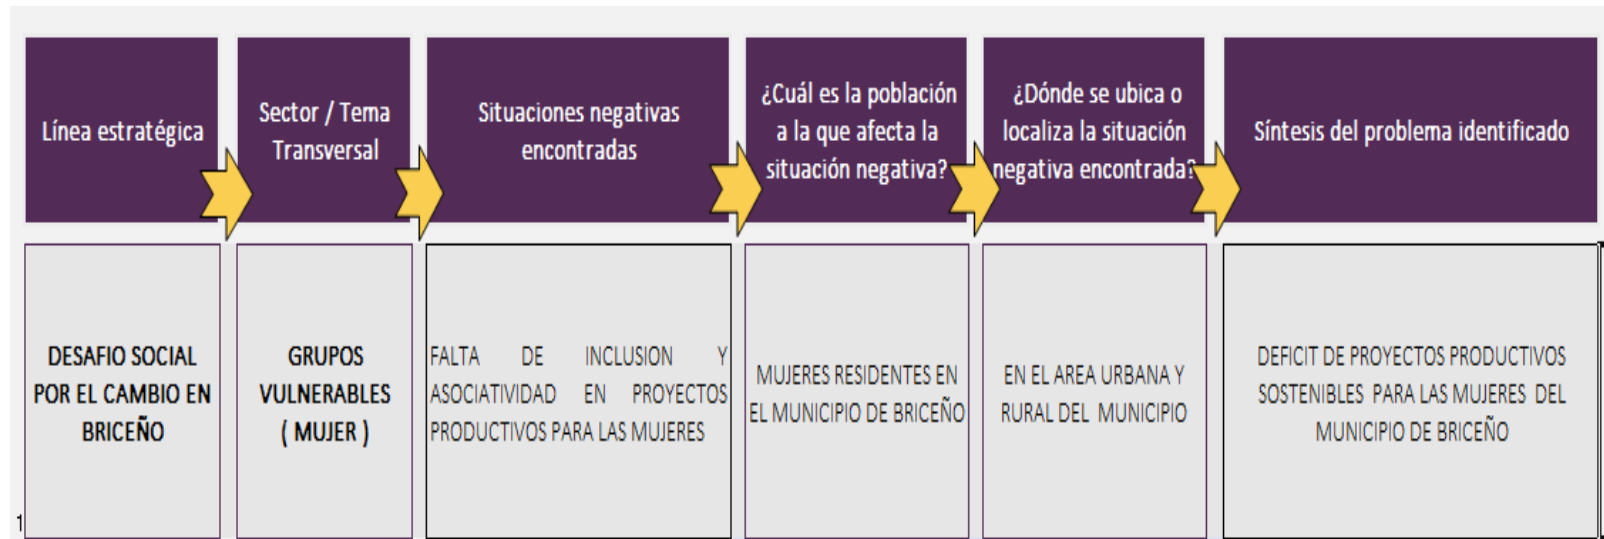 Línea estratégica
Sector / Tema
Transversal
Situaciones negativas
encontradas
¿Cuál es la población
a la que afecta la
situación negativa?
¿Dónde se ubica o
localiza la situación
negativa encontrada?
Síntesis del problema identificado
DESAFIO SOCIAL
POR EL CAMBIO EN
BRICEÑO
GRUPOS
VULNERABLES
( MUJER )
FALTA DE INCLUSION Y
ASOCIATIVIDAD EN PROYECTOS
PRODUCTIVOS PARA LAS MUJERES
MUJERES RESIDENTES EN
EL MUNICIPIO DE BRICEÑO
EN EL AREA URBANA Y
RURAL DEL MUNICIPIO
DEFICIT DE PROYECTOS PRODUCTIVOS
SOSTENIBLES PARA LAS MUJERES DEL
MUNICIPIO DE BRICEÑO
1